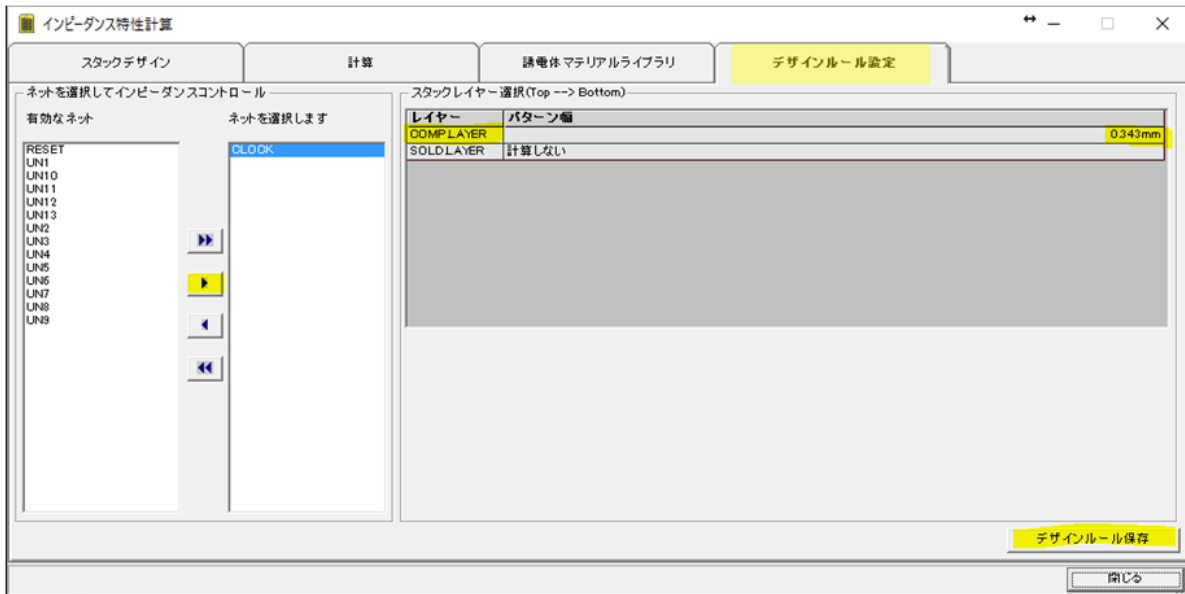 インピーダンス特性計算
スタックデザイン
計算
誘電体マテリアルライブラリ
デザインルール設定
ネットを選択してインピーダンスコントロール
有効なネット
ネットを選択します
RESET
UN1
UN10
UN11
UN12
UN13
UN2
UN3
UN4
UN5
UN6
UN7
UN8
UN9
CLOCK
スタックレイヤー選択(Top --> Bottom)
レイヤー パターン幅
COMPLAYER 0.343mm
SOLDLAYER 計算しない
デザインルール保存
閉じる